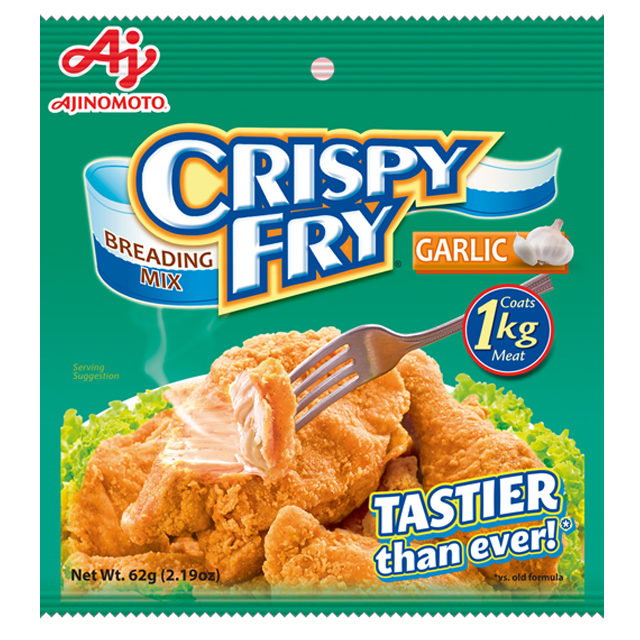 Aj
AJINOMOTO®
CRISPY
FRY®
BREADING
MIX
GARLIC
Coats
1kg
Meat
Serving
Suggestion
TASTIER
than ever!*
Net Wt. 62g (2.19oz)
*vs. old formula